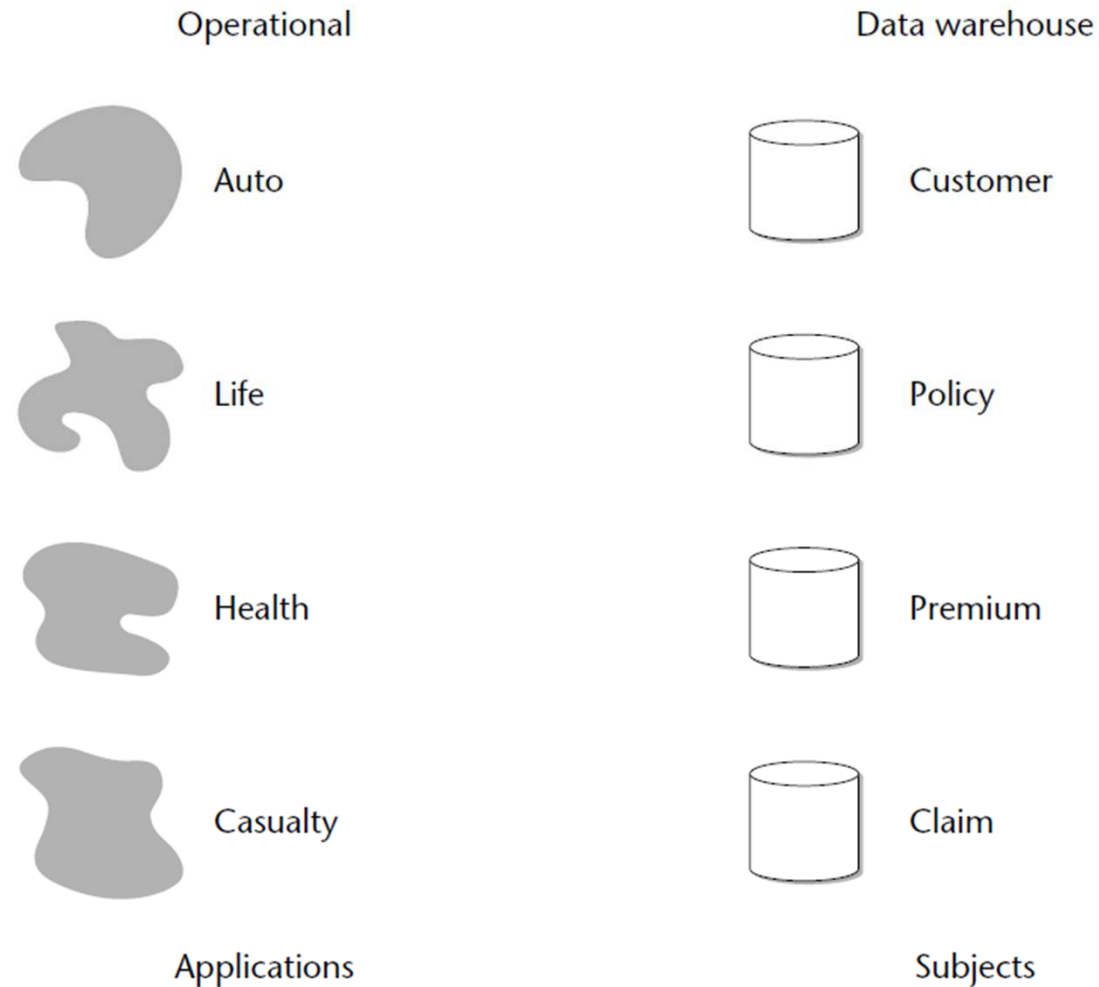 Operational
Data warehouse
Auto
Customer
Life
Policy
Health
Premium
Casualty
Claim
Applications
Subjects